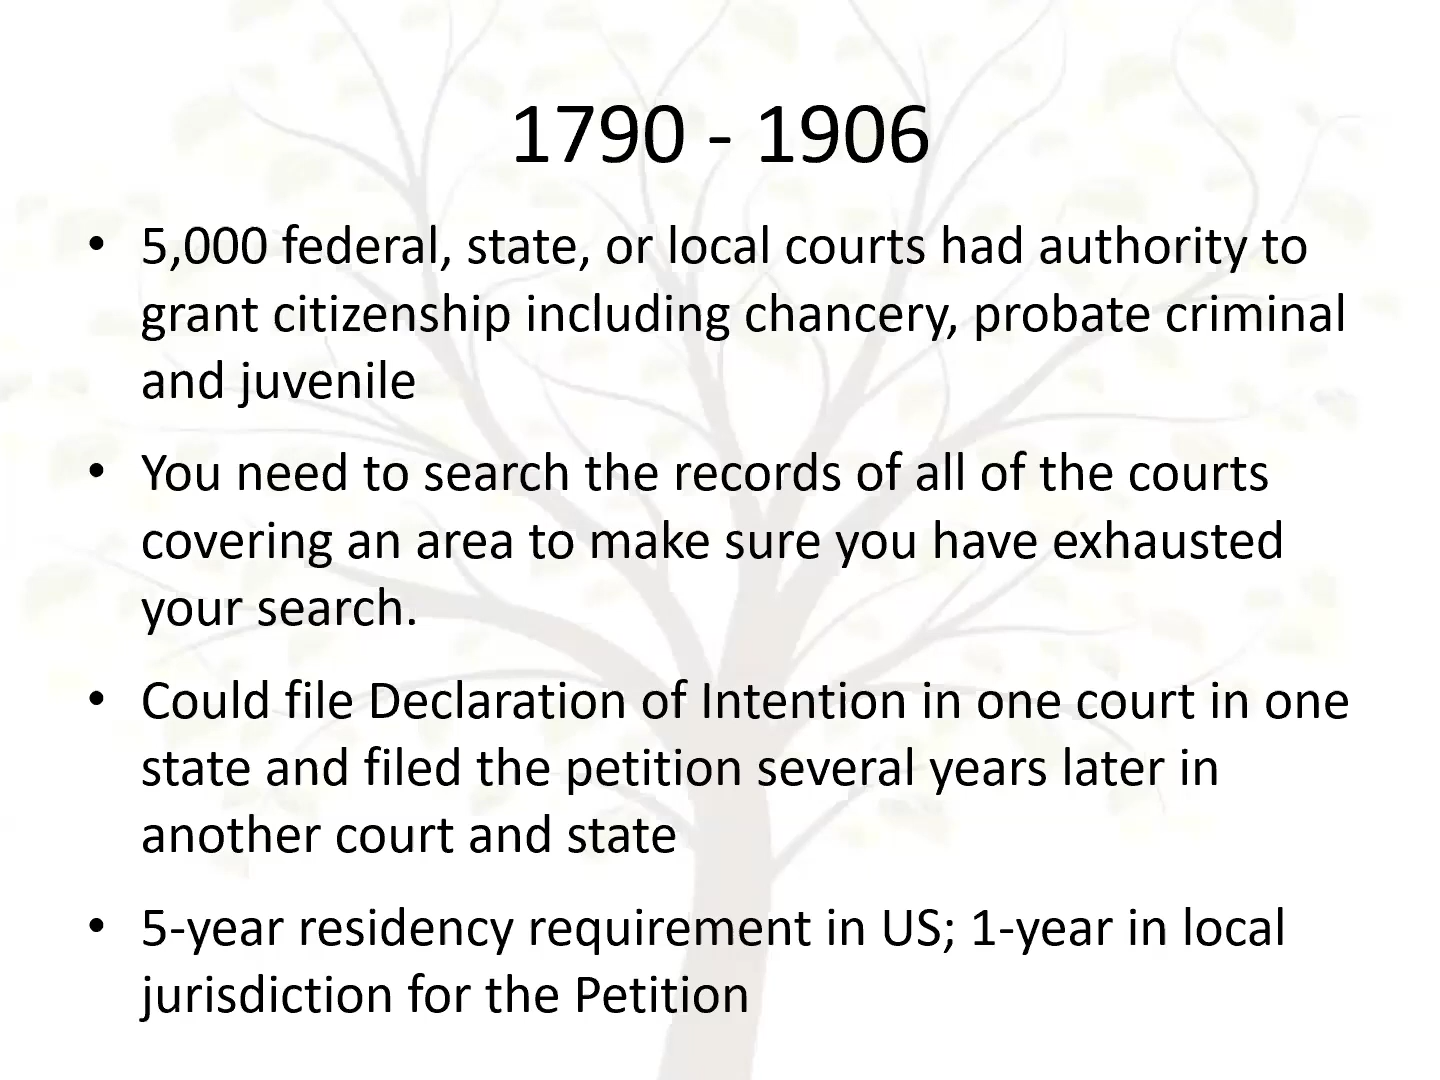 1790 - 1906
• 5,000 federal, state, or local courts had authority to
grant citizenship including chancery, probate criminal
and juvenile
• You need to search the records of all of the courts
covering an area to make sure you have exhausted
your search.
• Could file Declaration of Intention in one court in one
state and filed the petition several years later in
another court and state
• 5-year residency requirement in US; 1-year in local
jurisdiction for the Petition